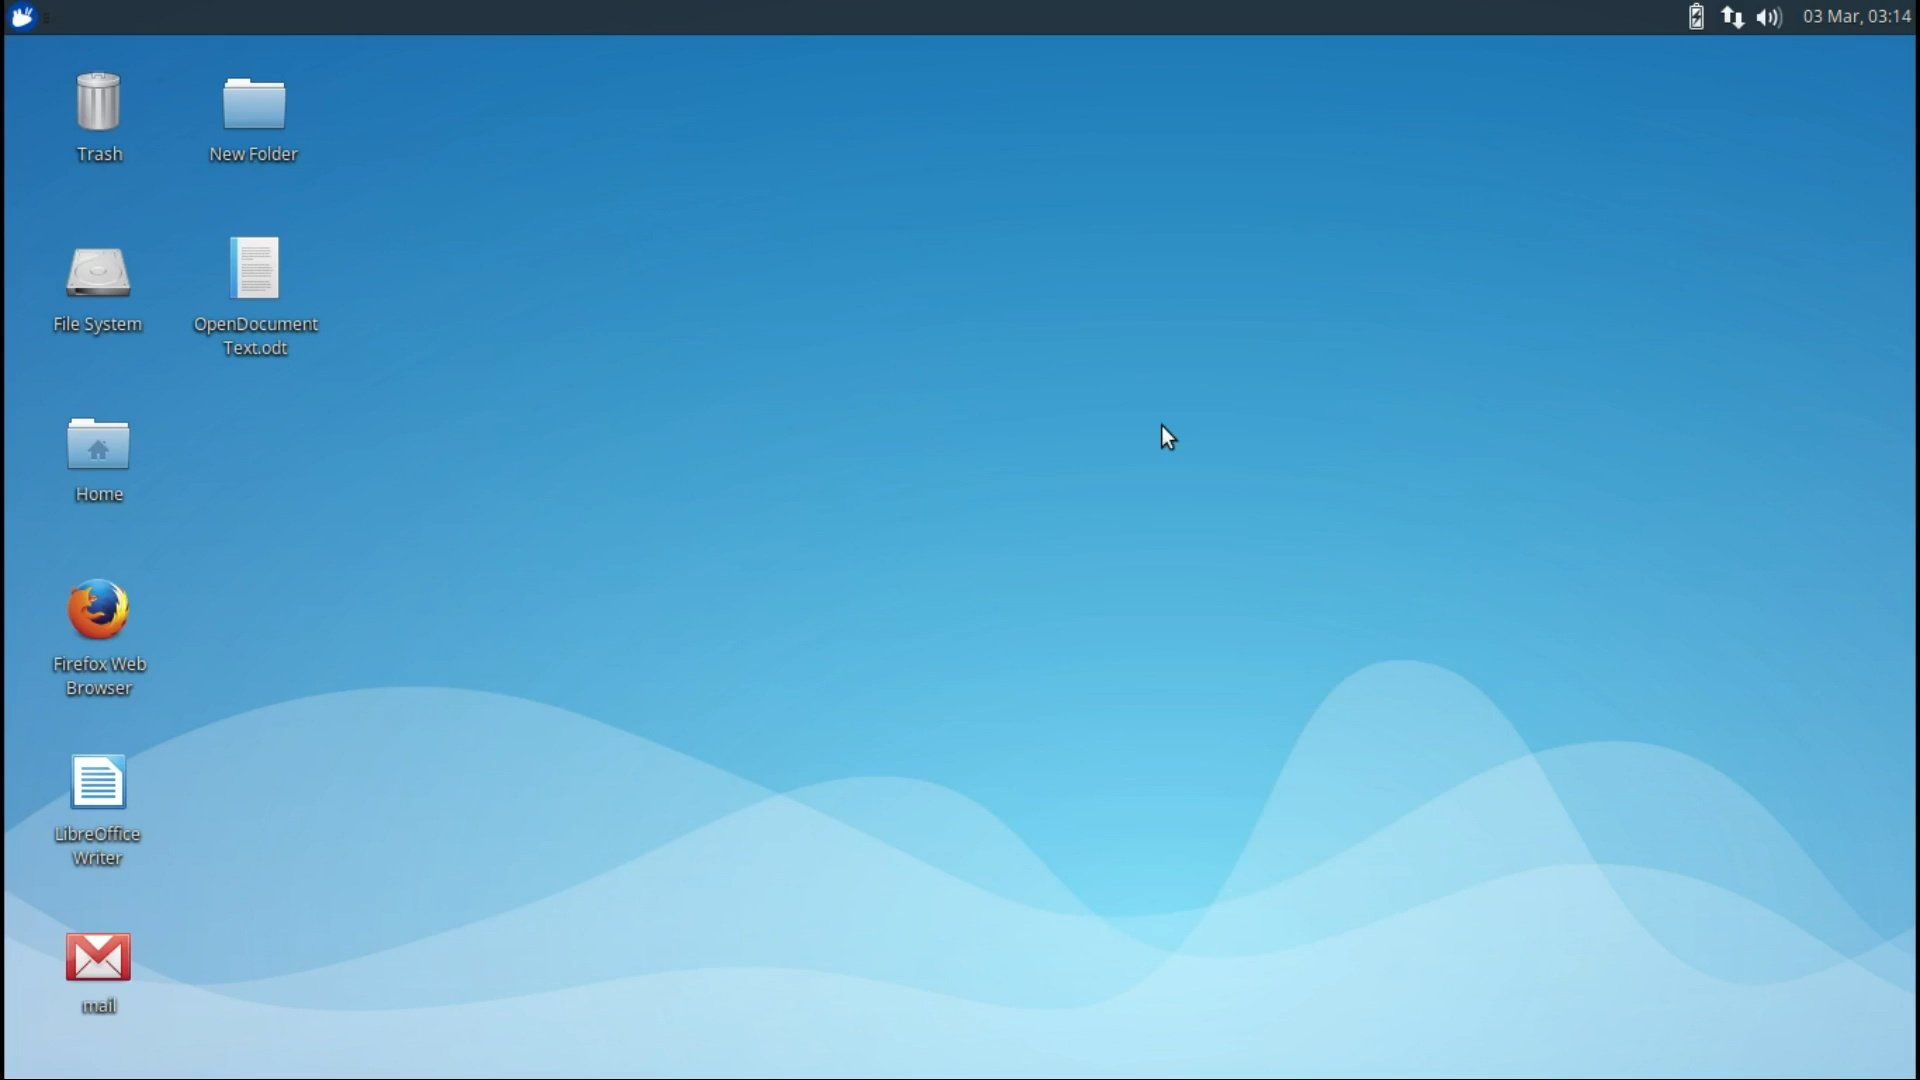 03 Mar, 03:14
Trash
New Folder
File System
OpenDocument
Text.odt
Home
Firefox Web
Browser
LibreOffice
Writer
mail